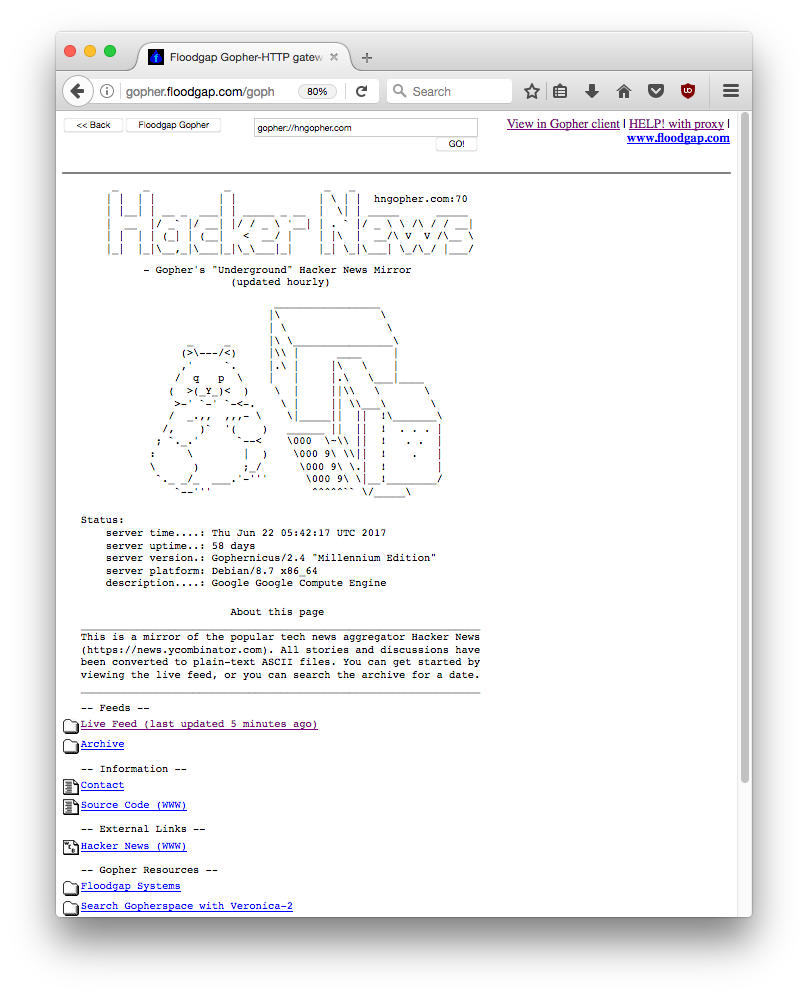 Floodgap Gopher-HTTP gatew
gopher.floodgap.com/goph
80%
Search
<< Back
Floodgap Gopher
gopher://hngopher.com
GO!
View in Gopher client | HELP! with proxy |
www.floodgap.com
Hacker News
hngopher.com:70
- Gopher's "Underground" Hacker News Mirror
(updated hourly)
Status:
server time....: Thu Jun 22 05:42:17 UTC 2017
server uptime..: 58 days
server version.: Gophernicus/2.4 "Millennium Edition"
server platform: Debian/8.7 x86_64
description....: Google Google Compute Engine
About this page
This is a mirror of the popular tech news aggregator Hacker News
(https://news.ycombinator.com). All stories and discussions have
been converted to plain-text ASCII files. You can get started by
viewing the live feed, or you can search the archive for a date.
-- Feeds --
Live Feed (last updated 5 minutes ago)
Archive
-- Information --
Contact
Source Code (WWW)
-- External Links --
Hacker News (WWW)
-- Gopher Resources --
Floodgap Systems
Search Gopherspace with Veronica-2